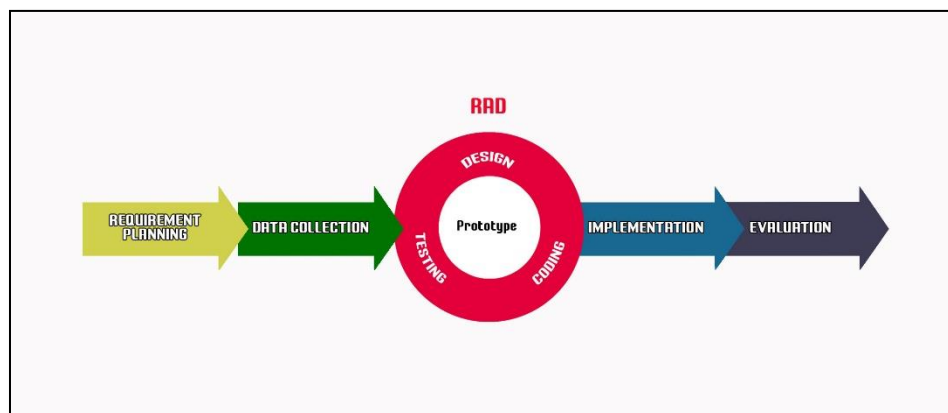 RAD
REQUIREMENT
PLANNING
DATA COLLECTION
DESIGN
TESTING
Prototype
CODING
IMPLEMENTATION
EVALUATION